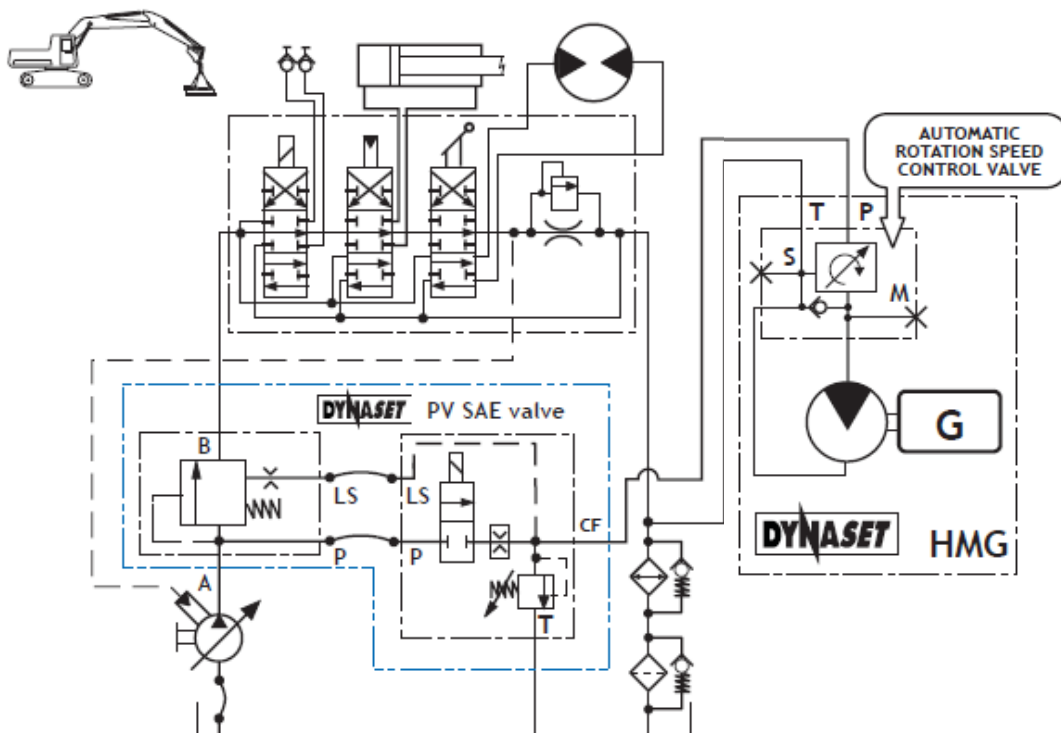 AUTOMATIC
ROTATION SPEED
CONTROL VALVE
T P
S
M
DYNASET PV SAE valve
B
LS LS
CF
G
P P
DYNASET HMG
A
T